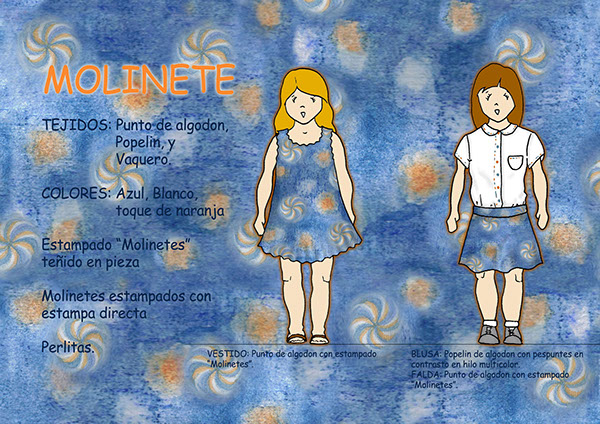 MOLINETE
TEJIDOS: Punto de algodon,
Popelin, y
Vaquero.
COLORES: Azul, Blanco,
toque de naranja
Estampado "Molinetes"
teñido en pieza
Molinetes estampados con
estampa directa
Perlitas.
VESTIDO: Punto de algodon con estampado
"Molinetes".
BLUSA: Popelin de algodon con pespuntes en
contraste en hilo multicolor.
FALDA: Punto de algodon con estampado
"Molinetes".